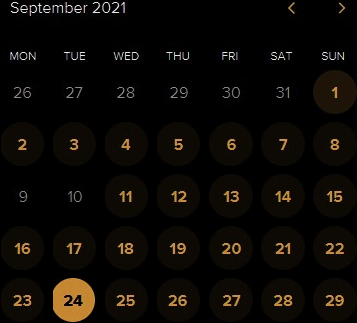 September 2021
MON TUE WED THU FRI SAT SUN
26 27 28 29 30 31 1
2 3 4 5 6 7 8
9 10 11 12 13 14 15
16 17 18 19 20 21 22
23 24 25 26 27 28 29